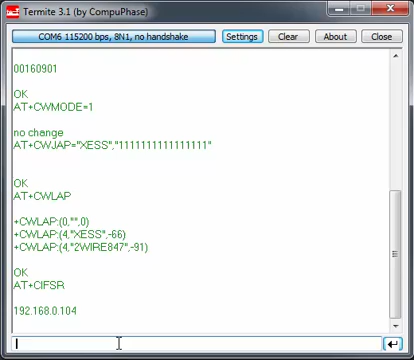 Termite 3.1 (by CompuPhase)
COM6 115200 bps, 8N1, no handshake
Settings
Clear
About
Close
00160901
OK
AT+CWMODE=1
no change
AT+CWJAP="XESS","1111111111111111"
OK
AT+CWLAP
+CWLAP:(0,"",0)
+CWLAP:(4,"XESS",-66)
+CWLAP:(4,"2WIRE847",-91)
OK
AT+CIFSR
192.168.0.104